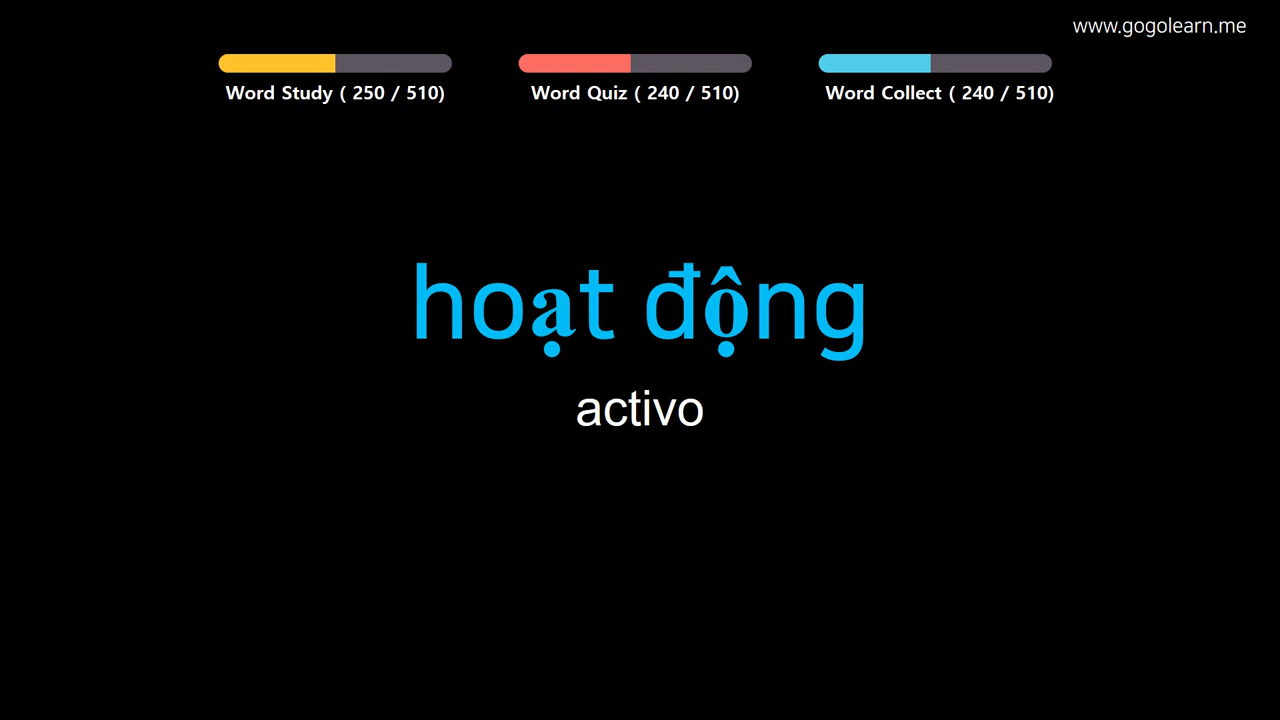 www.gogolearn.me
Word Study ( 250 / 510)
Word Quiz ( 240 / 510)
Word Collect ( 240 / 510)
hoạt động
activo